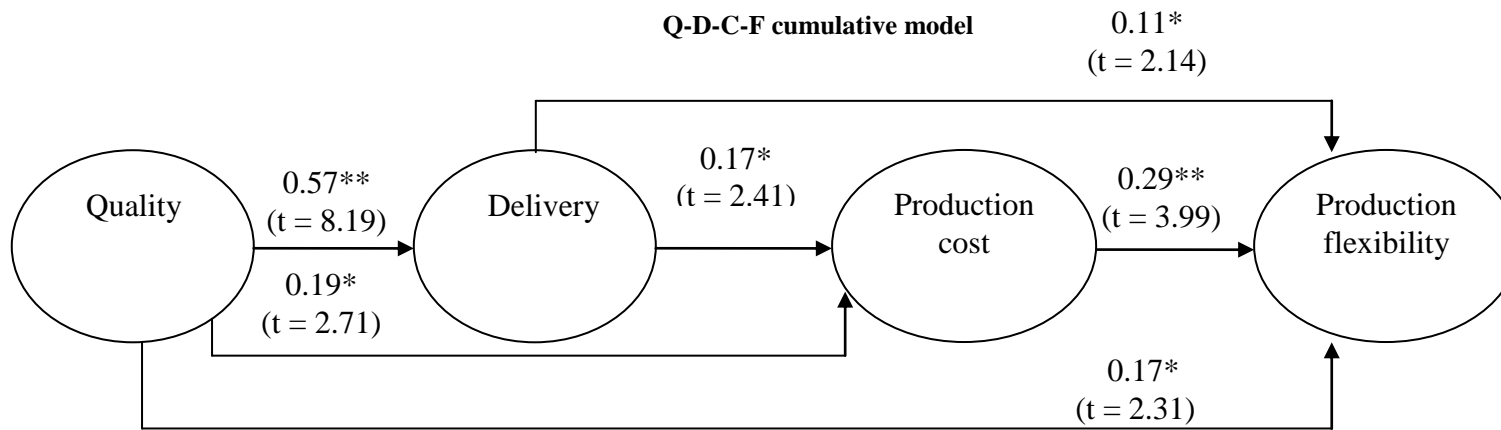 Q-D-C-F cumulative model
0.11*
(t = 2.14)
Quality
0.57**
(t = 8.19)
Delivery
0.17*
(t = 2.41)
Production
cost
0.29**
(t = 3.99)
Production
flexibility
0.19*
(t = 2.71)
0.17*
(t = 2.31)